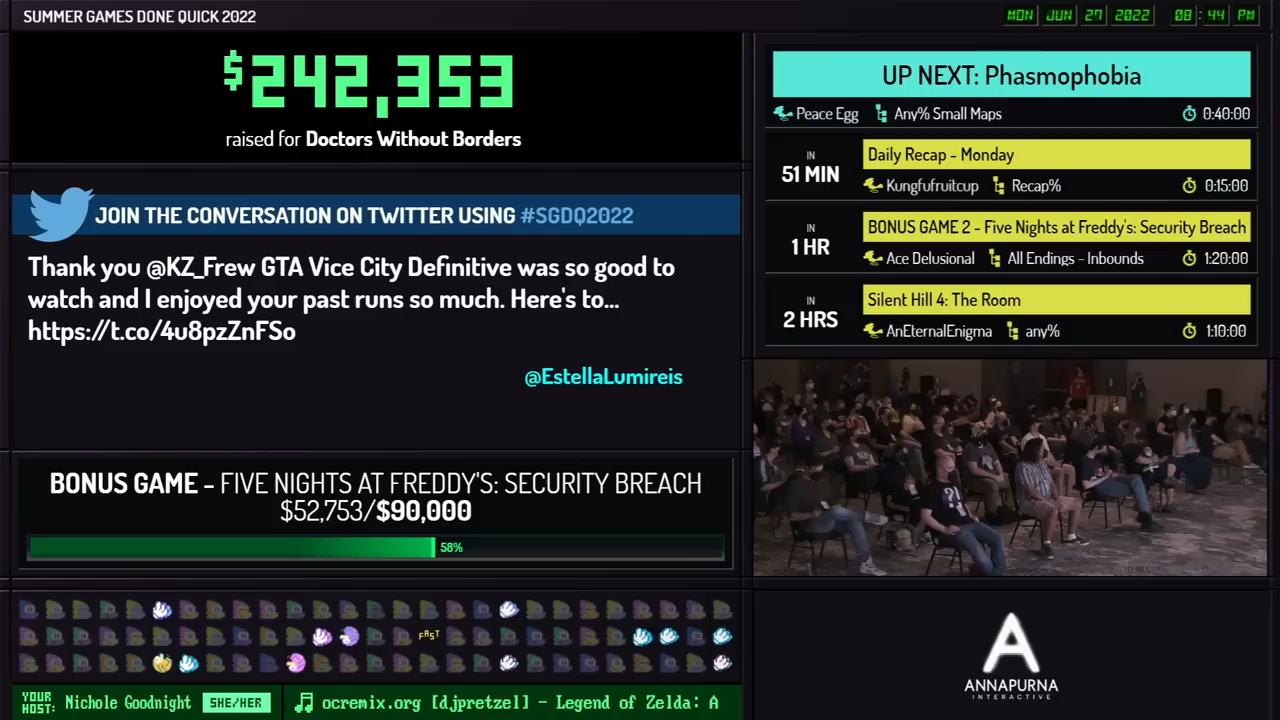 SUMMER GAMES DONE QUICK 2022
MON JUN 27 2022 08:44 PM
$242,353
raised for Doctors Without Borders
JOIN THE CONVERSATION ON TWITTER USING #SGDQ2022
Thank you @KZ_Frew GTA Vice City Definitive was so good to
watch and I enjoyed your past runs so much. Here's to...
https://t.co/4u8pzZnFSo
@EstellaLumireis
BONUS GAME - FIVE NIGHTS AT FREDDY'S: SECURITY BREACH
$52,753/$90,000
58%
FAST
YOUR HOST: Nichole Goodnight SHE/HER
ocremix.org [djpretzel] - Legend of Zelda: A
UP NEXT: Phasmophobia
Peace Egg Any% Small Maps 0:40:00
IN 51 MIN
Daily Recap - Monday
Kungfufruitcup Recap% 0:15:00
IN 1 HR
BONUS GAME 2 - Five Nights at Freddy's: Security Breach
Ace Delusional All Endings - Inbounds 1:20:00
IN 2 HRS
Silent Hill 4: The Room
AnEternalEnigma any% 1:10:00
?!
A
ANNAPURNA
INTERACTIVE